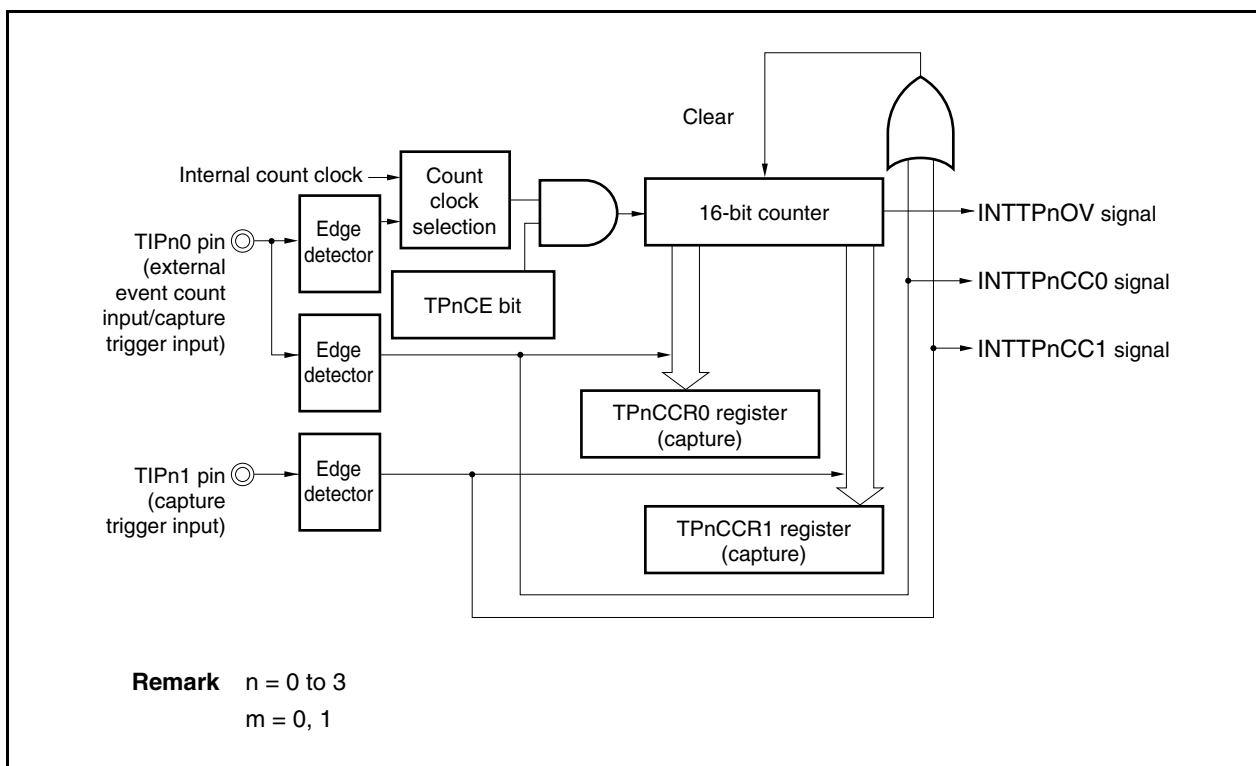 Clear
Internal count clock
Count
clock
selection
16-bit counter
INTTPnOV signal
Edge
detector
TIPn0 pin
(external
event count
input/capture
trigger input)
TPnCE bit
INTTPnCC0 signal
Edge
detector
INTTPnCC1 signal
TPnCCR0 register
(capture)
Edge
detector
TIPn1 pin
(capture
trigger input)
TPnCCR1 register
(capture)
Remark n = 0 to 3
m = 0, 1